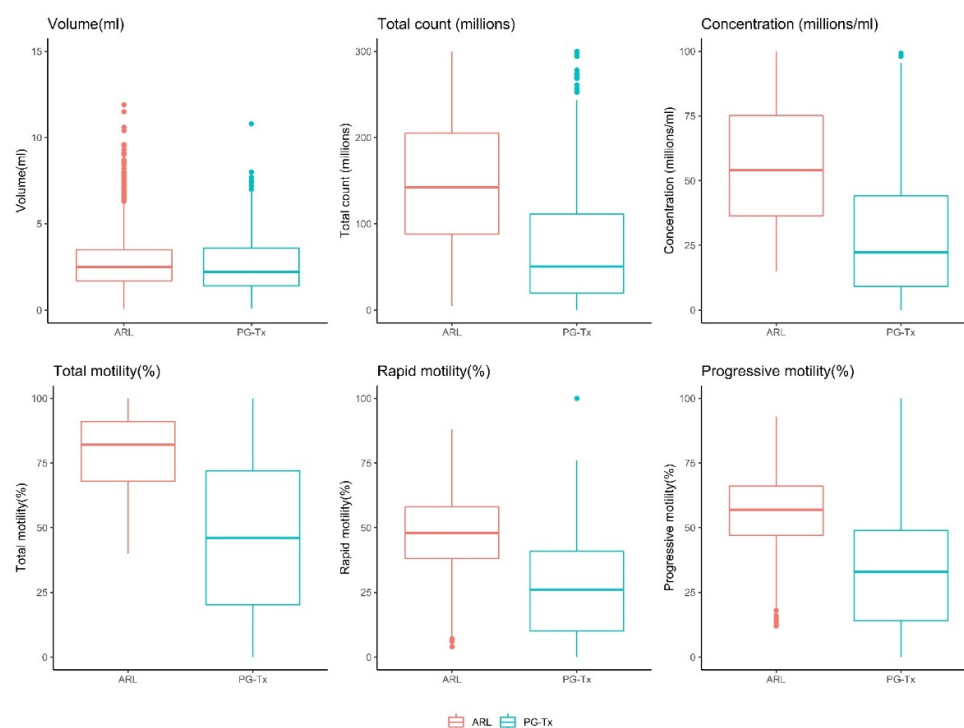 Volume(ml)
Total count (millions)
Concentration (millions/ml)
Volume(ml)
15
10
5
0
ARL
PG-Tx
Total count (millions)
300
200
100
0
ARL
PG-Tx
Concentration (millions/ml)
100
75
50
25
0
ARL
PG-Tx
Total motility(%)
Rapid motility(%)
Progressive motility(%)
Total motility(%)
100
75
50
25
0
ARL
PG-Tx
Rapid motility(%)
100
75
50
25
0
ARL
PG-Tx
Progressive motility(%)
100
75
50
25
0
ARL
PG-Tx
ARL
PG-Tx